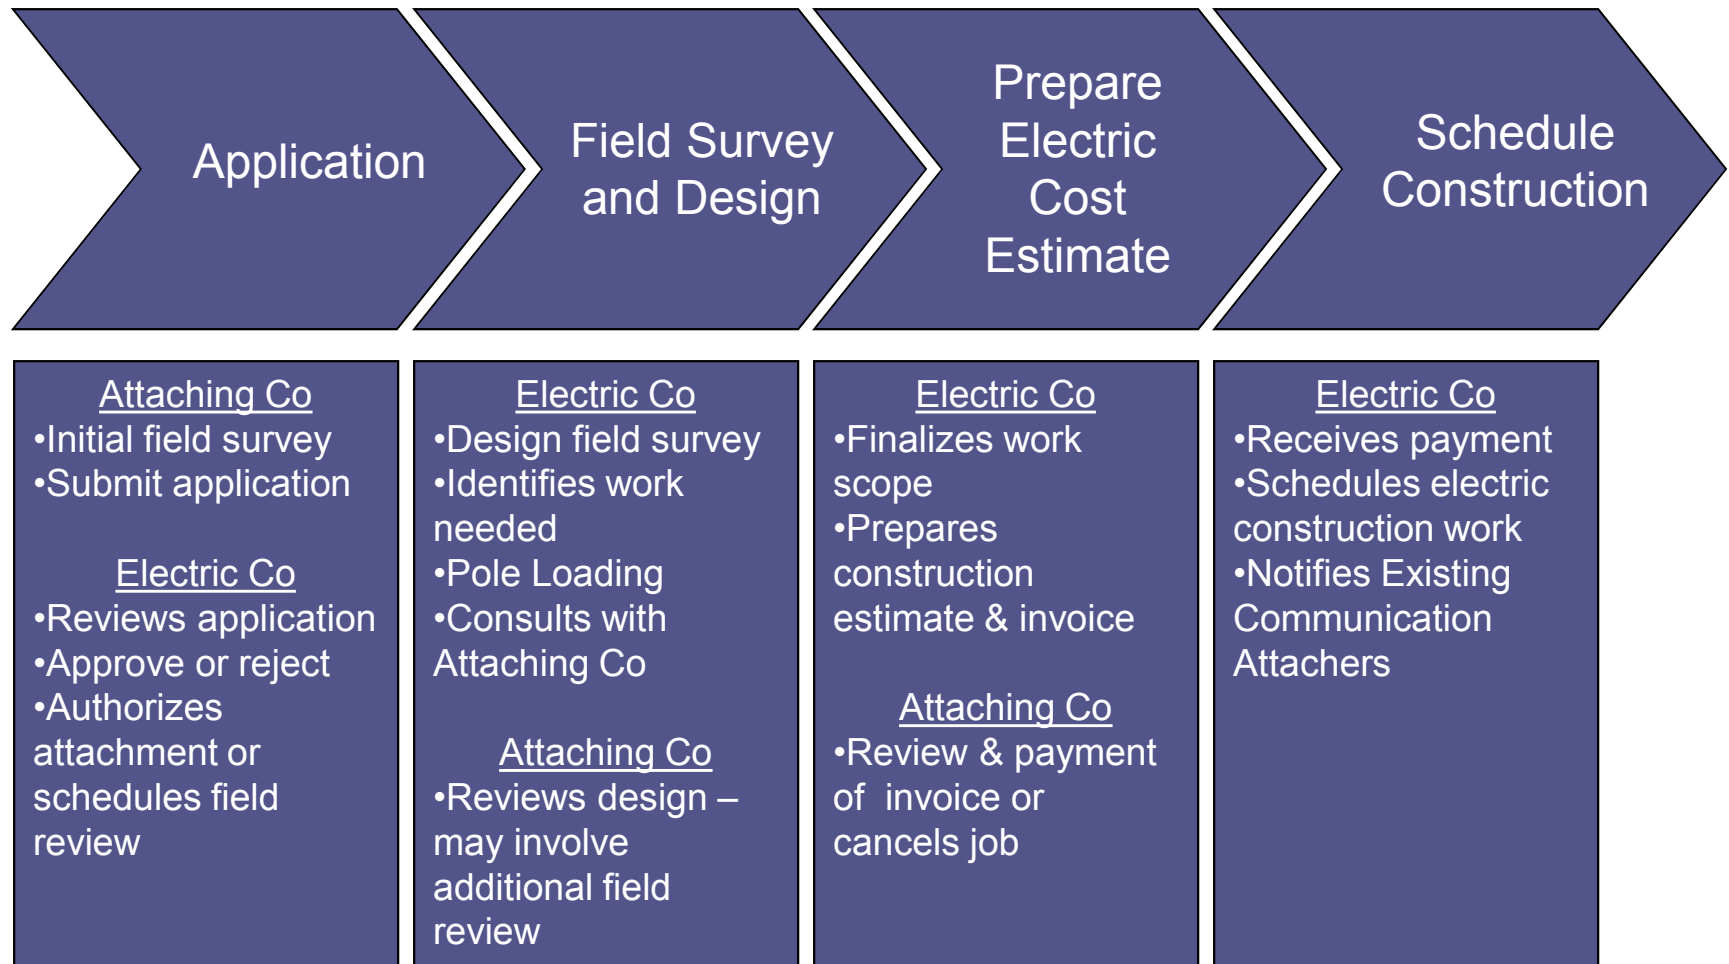 Application
Field Survey
and Design
Prepare
Electric
Cost
Estimate
Schedule
Construction
Attaching Co
•Initial field survey
•Submit application
Electric Co
•Reviews application
•Approve or reject
•Authorizes
attachment or
schedules field
review
Electric Co
•Design field survey
•Identifies work
needed
•Pole Loading
•Consults with
Attaching Co
Attaching Co
•Reviews design –
may involve
additional field
review
Electric Co
•Finalizes work
scope
•Prepares
construction
estimate & invoice
Attaching Co
•Review & payment
of  invoice or
cancels job
Electric Co
•Receives payment
•Schedules electric
construction work
•Notifies Existing
Communication
Attachers